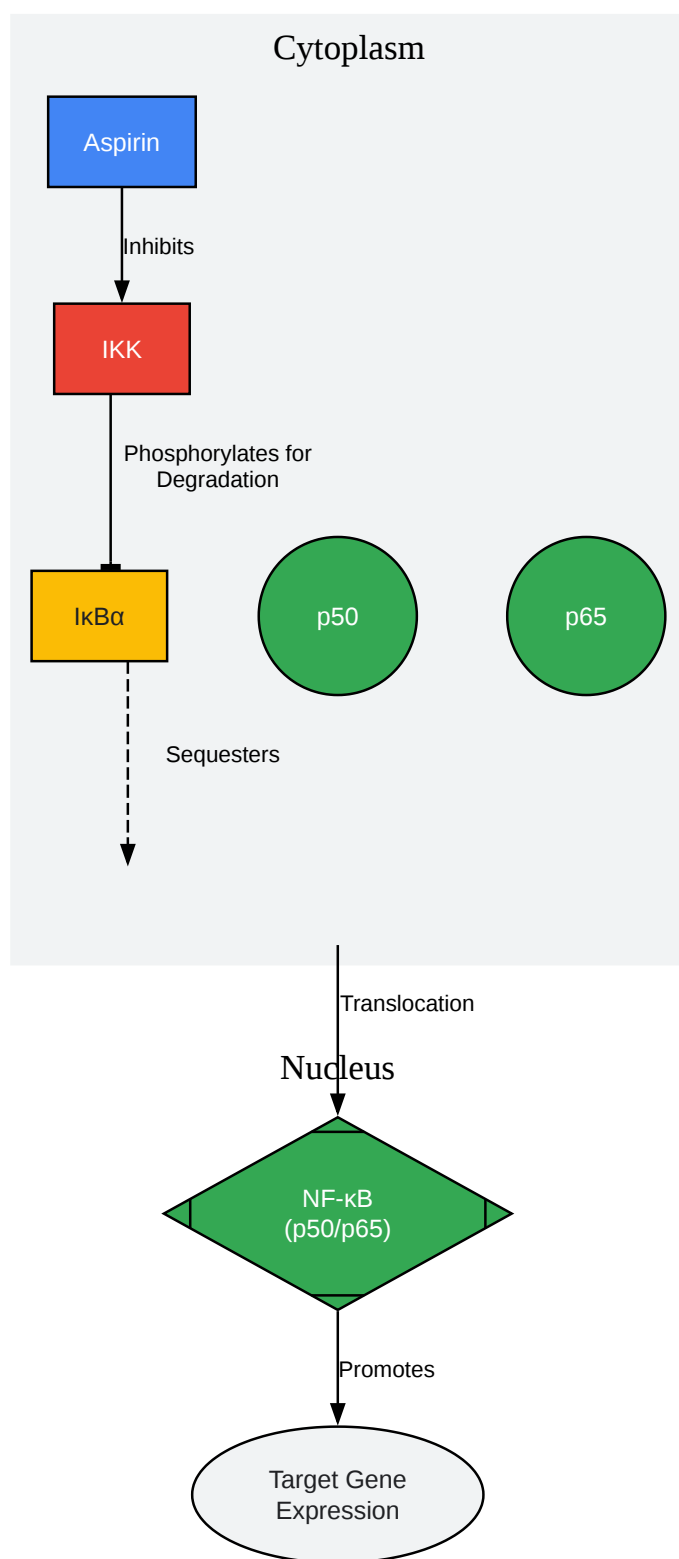 Cytoplasm
Aspirin
Inhibits
IKK
Phosphorylates for
Degradation
IκBα
p50
p65
Sequesters
Translocation
Nucleus
NF-κB
(p50/p65)
Promotes
Target Gene
Expression